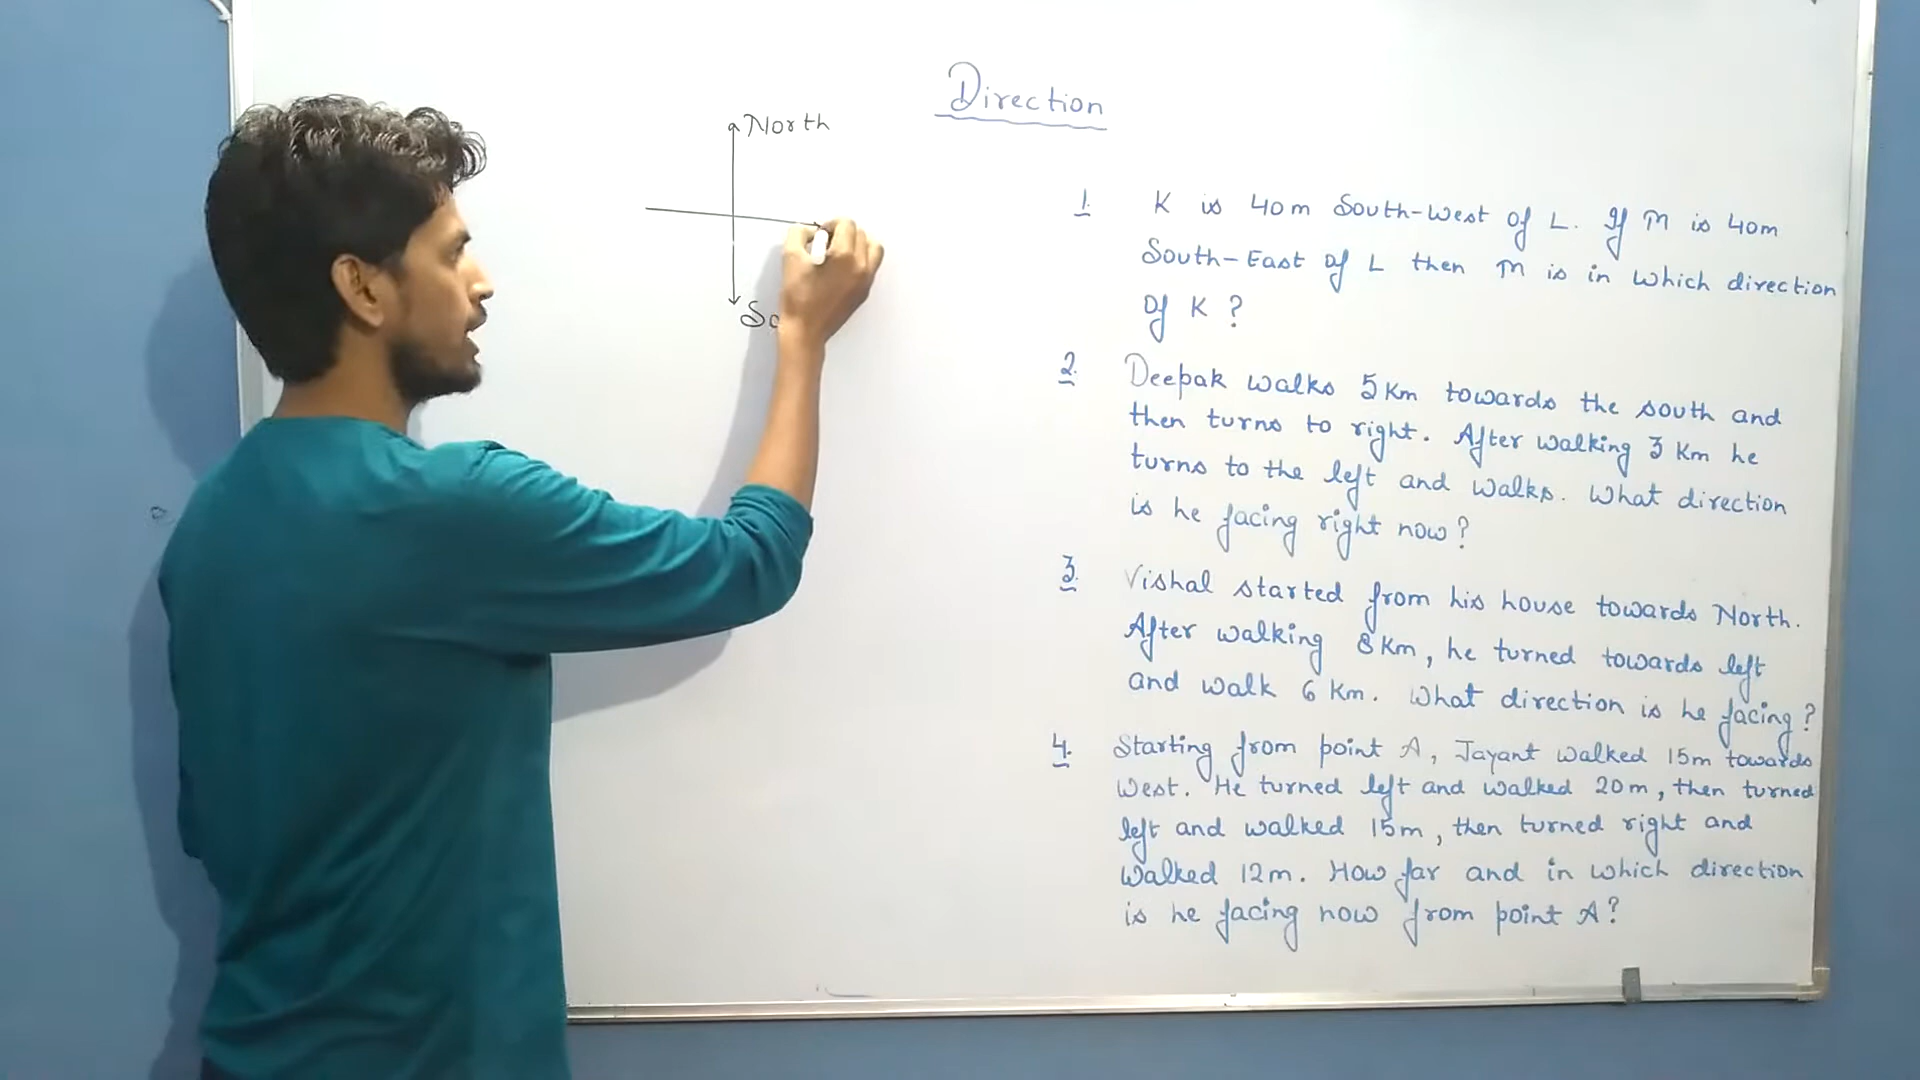 Direction
North
So
1. K is 40m South-West of L. If M is 40m
South-East of L then M is in which direction
of K ?
2. Deepak walks 5 Km towards the south and
then turns to right. After walking 3 Km he
turns to the left and walks. What direction
is he facing right now?
3. Vishal started from his house towards North.
After walking 8 Km, he turned towards left
and walk 6 Km. What direction is he facing?
4. Starting from point A, Jayant walked 15m towards
West. He turned left and walked 20m, then turned
left and walked 15m, then turned right and
walked 12m. How far and in which direction
is he facing now from point A?